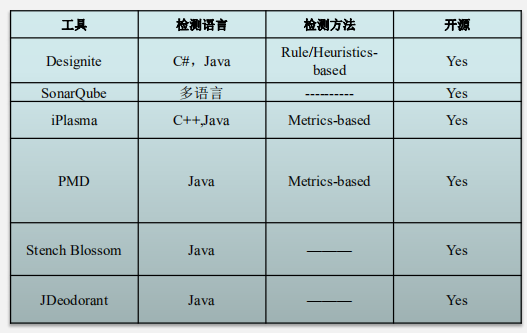 工具 检测语言 检测方法 开源
Designite C#，Java Rule/Heuristics-
based Yes
SonarQube 多语言 ---------- Yes
iPlasma C++,Java Metrics-based Yes
PMD Java Metrics-based Yes
Stench Blossom Java ——— Yes
JDeodorant Java ——— Yes